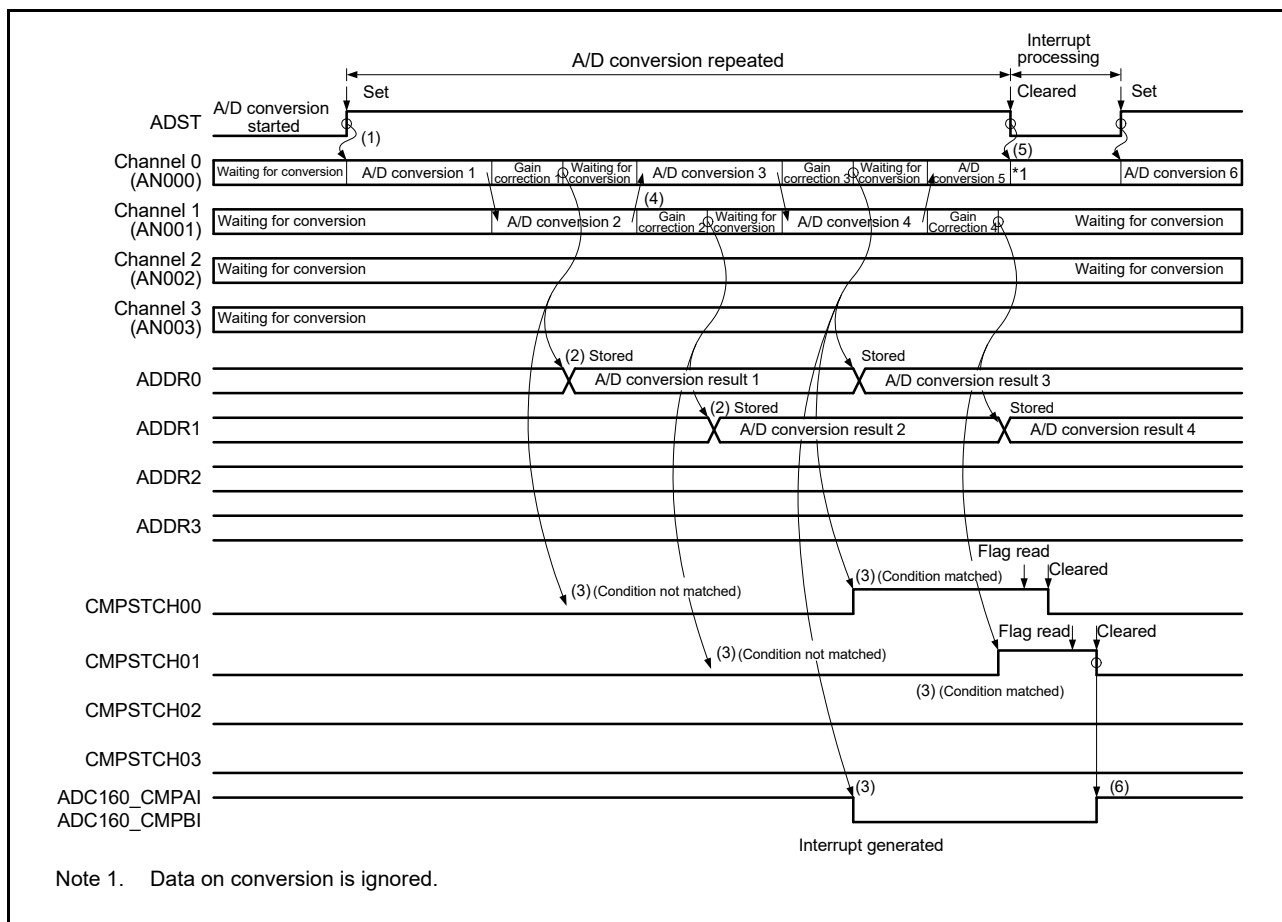 A/D conversion repeated
Interrupt
processing
Set
Cleared
Set
A/D conversion
started
ADST
(1)
(5)
Channel 0
(AN000)
Waiting for conversion
A/D conversion 1
Gain
correction 1
Waiting for
conversion
A/D conversion 3
Gain
correction 3
Waiting for
conversion
A/D
conversion 5
*1
A/D conversion 6
(4)
Channel 1
(AN001)
Waiting for conversion
A/D conversion 2
Gain
correction 2
Waiting for
conversion
A/D conversion 4
Gain
Correction 4
Waiting for conversion
Channel 2
(AN002)
Waiting for conversion
Waiting for conversion
Channel 3
(AN003)
Waiting for conversion
(2) Stored
Stored
ADDR0
A/D conversion result 1
A/D conversion result 3
(2) Stored
Stored
ADDR1
A/D conversion result 2
A/D conversion result 4
ADDR2
ADDR3
Flag read
Cleared
(3) (Condition matched)
(3) (Condition not matched)
CMPSTCH00
Flag read
Cleared
(3) (Condition not matched)
CMPSTCH01
(3) (Condition matched)
CMPSTCH02
CMPSTCH03
ADC160_CMPAI
ADC160_CMPBI
(3)
(6)
Interrupt generated
Note 1. Data on conversion is ignored.